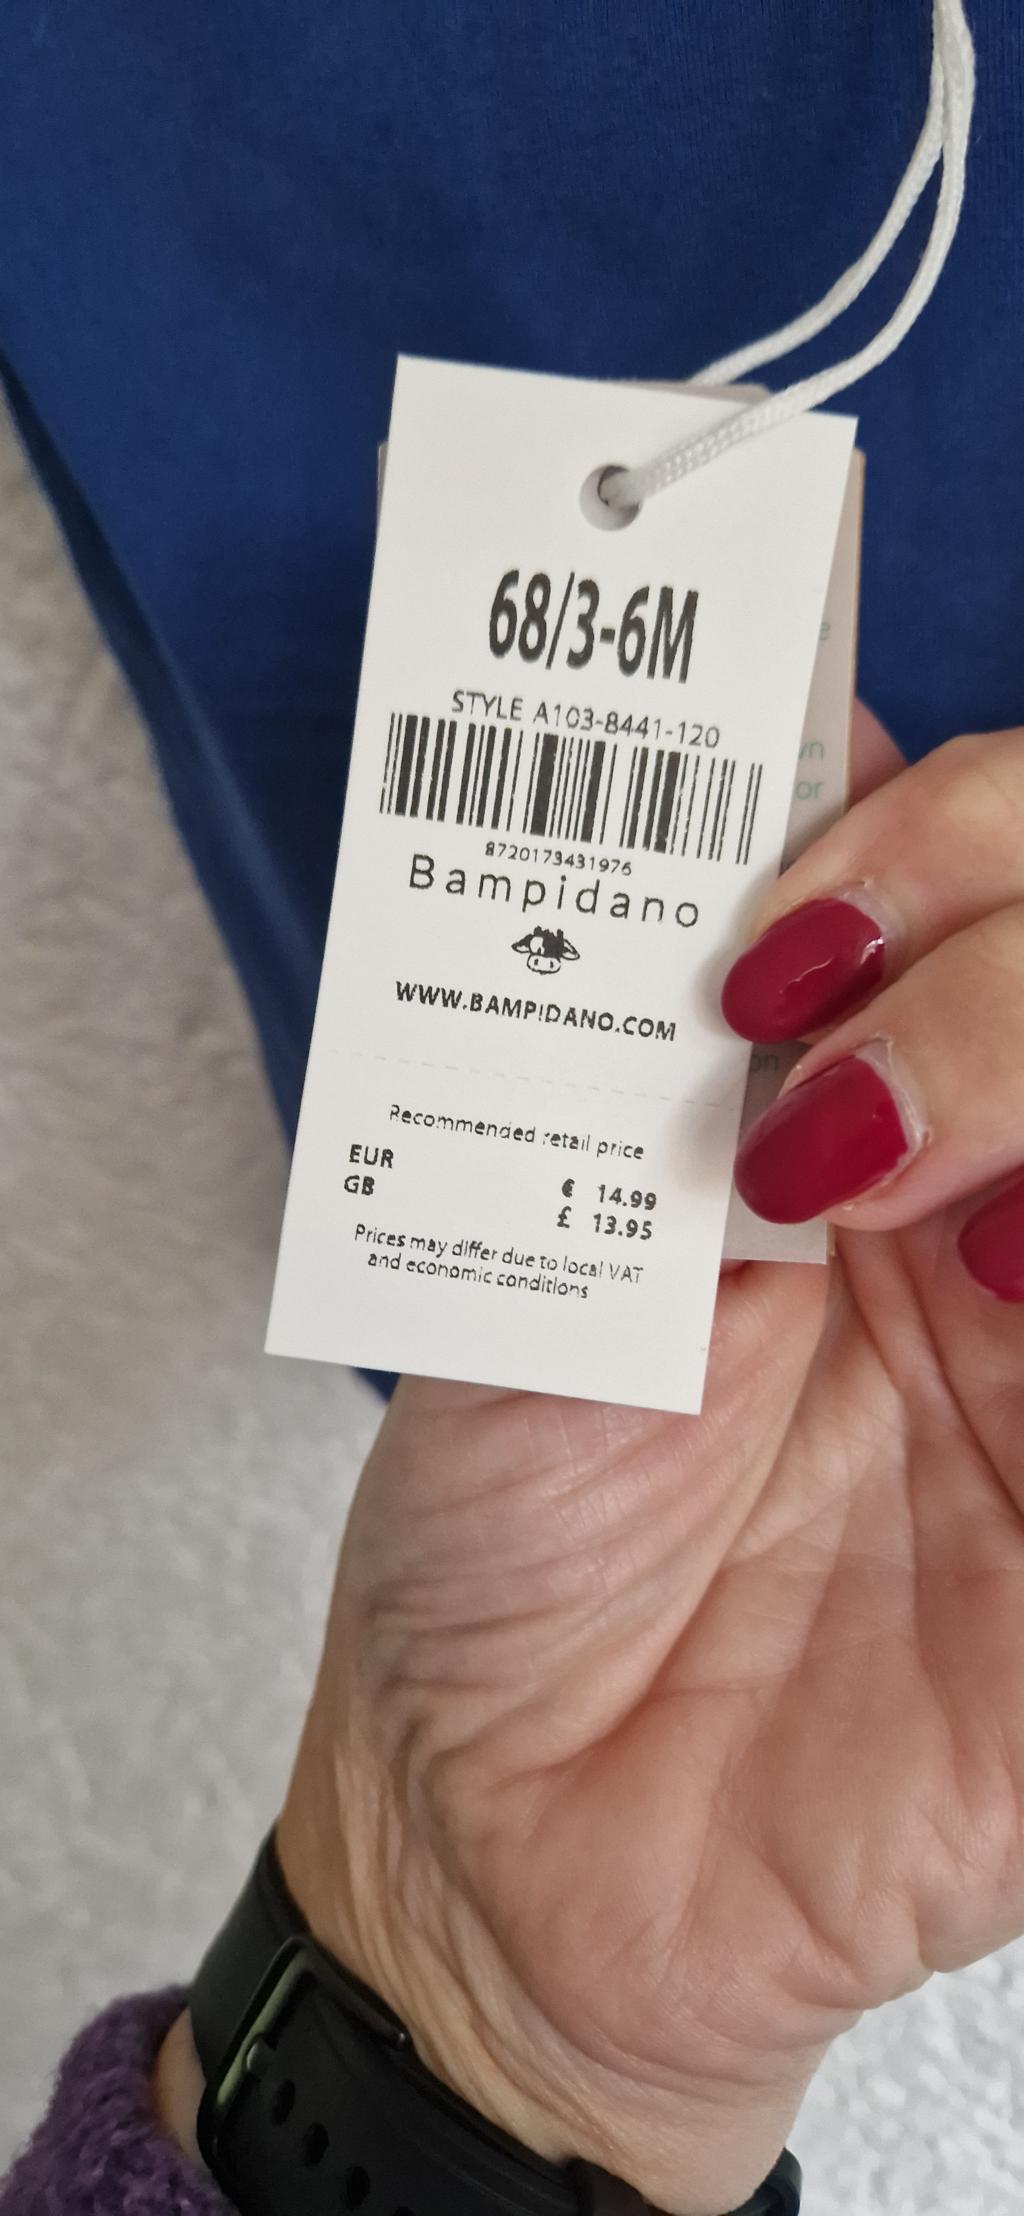 68/3-6M
STYLE A103-8441-120
8720173431976
Bampidano
WWW.BAMPIDANO.COM
Recommended retail price
EUR € 14.99
GB £ 13.95
Prices may differ due to local VAT
and economic conditions